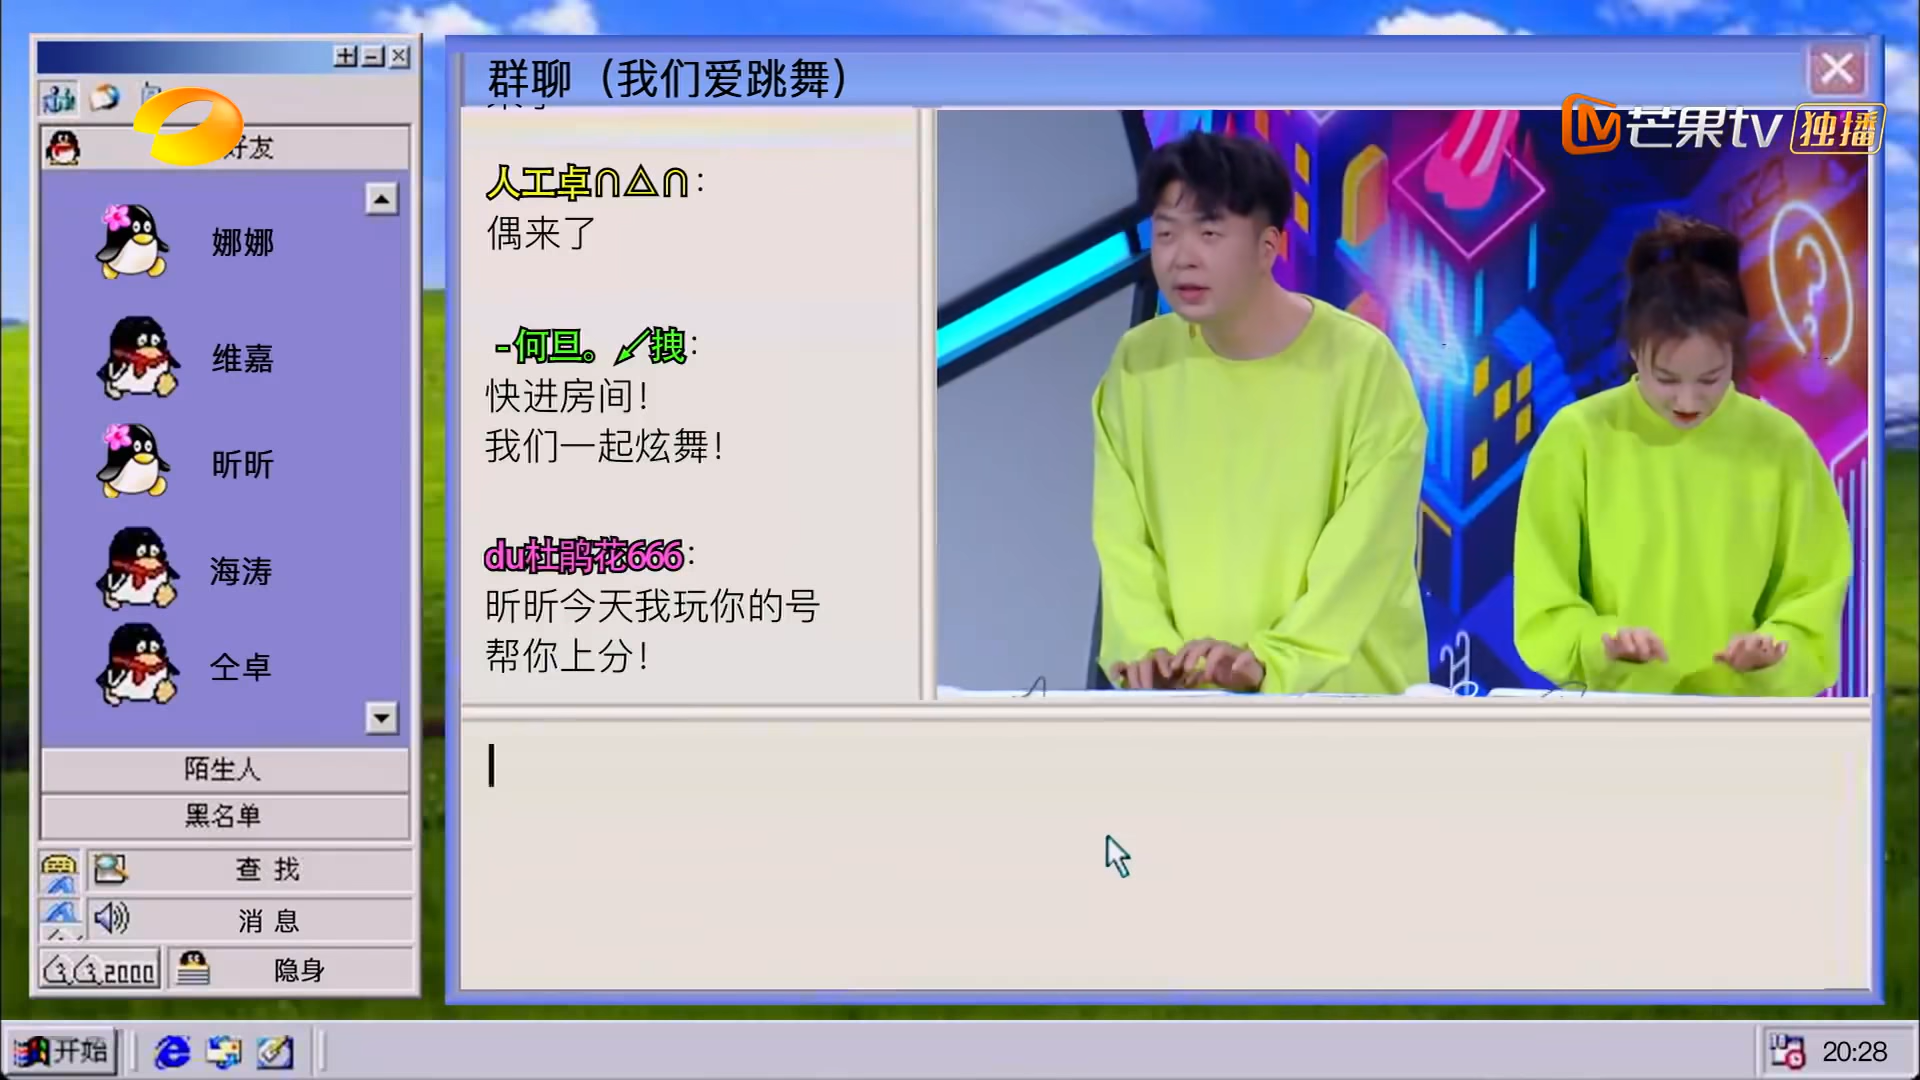 群聊（我们爱跳舞）
芒果tv 独播
好友
娜娜
维嘉
昕昕
海涛
仝卓
陌生人
黑名单
查 找
消 息
QQ2000
隐身
人工卓∩△∩：
偶来了
-何旦。↙拽：
快进房间！
我们一起炫舞！
du杜鹃花666：
昕昕今天我玩你的号
帮你上分！
开始
20:28